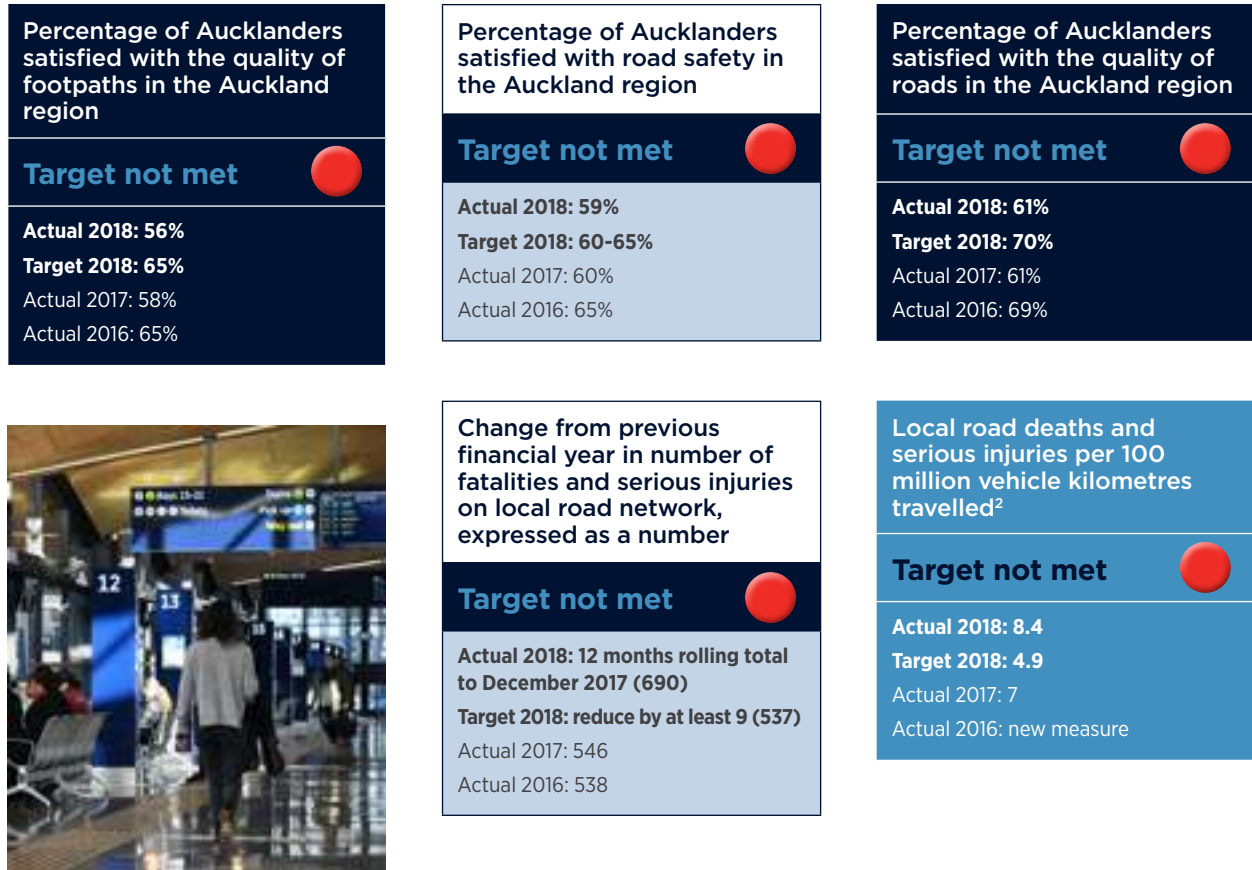 Percentage of Aucklanders
satisfied with the quality of
footpaths in the Auckland
region
Target not met
Actual 2018: 56%
Target 2018: 65%
Actual 2017: 58%
Actual 2016: 65%
Percentage of Aucklanders
satisfied with road safety in
the Auckland region
Target not met
Actual 2018: 59%
Target 2018: 60-65%
Actual 2017: 60%
Actual 2016: 65%
Percentage of Aucklanders
satisfied with the quality of
roads in the Auckland region
Target not met
Actual 2018: 61%
Target 2018: 70%
Actual 2017: 61%
Actual 2016: 69%
12
13
15
Change from previous
financial year in number of
fatalities and serious injuries
on local road network,
expressed as a number
Target not met
Actual 2018: 12 months rolling total
to December 2017 (690)
Target 2018: reduce by at least 9 (537)
Actual 2017: 546
Actual 2016: 538
Local road deaths and
serious injuries per 100
million vehicle kilometres
travelled²
Target not met
Actual 2018: 8.4
Target 2018: 4.9
Actual 2017: 7
Actual 2016: new measure